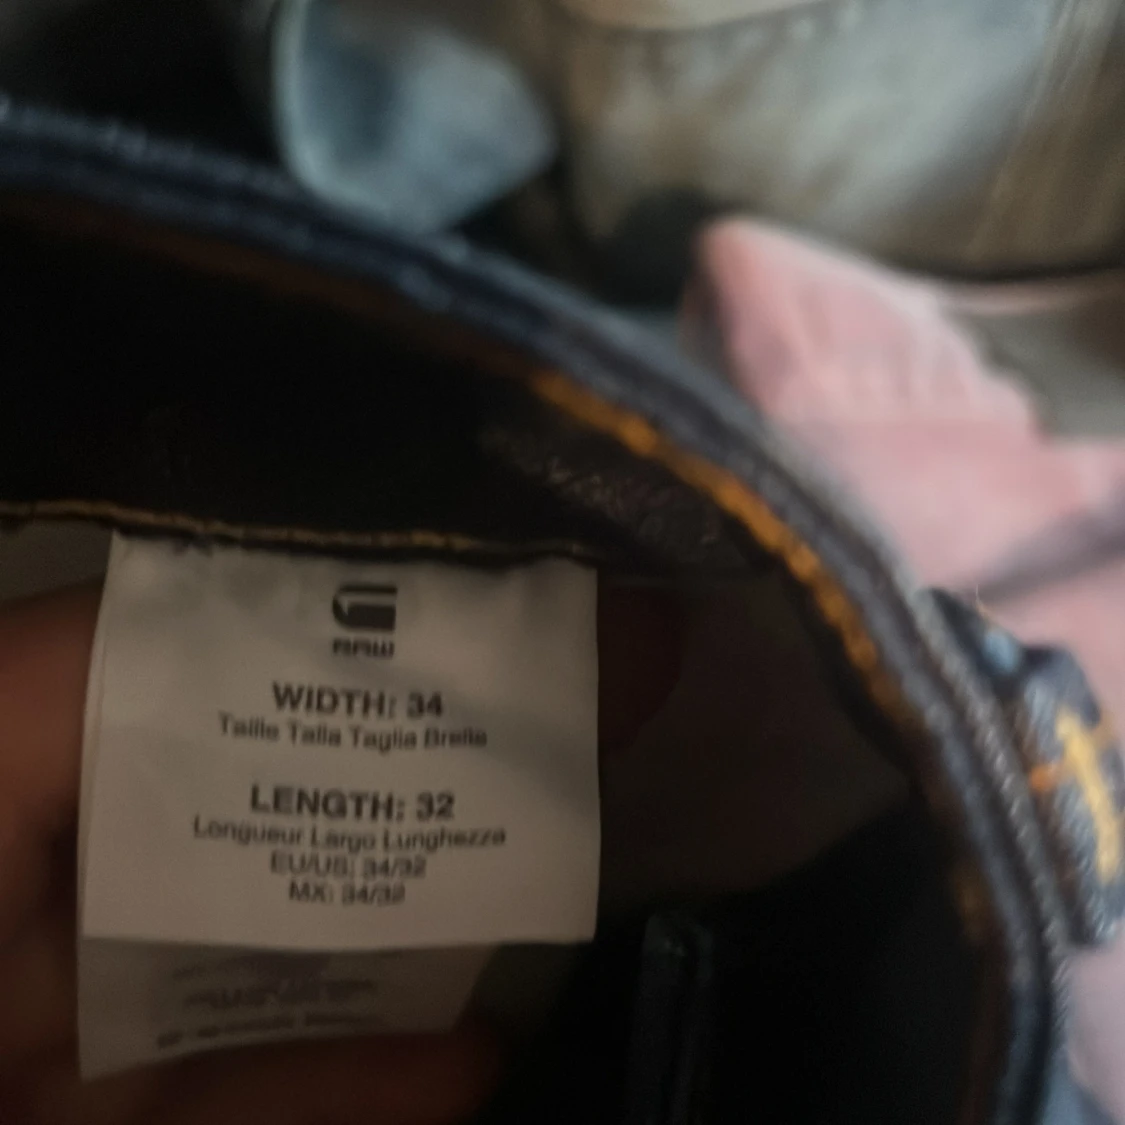 RAW
WIDTH: 34
Taille Talla Taglia Breite
LENGTH: 32
Longueur Largo Lunghezza
EU/US: 34/32
MX: 34/32